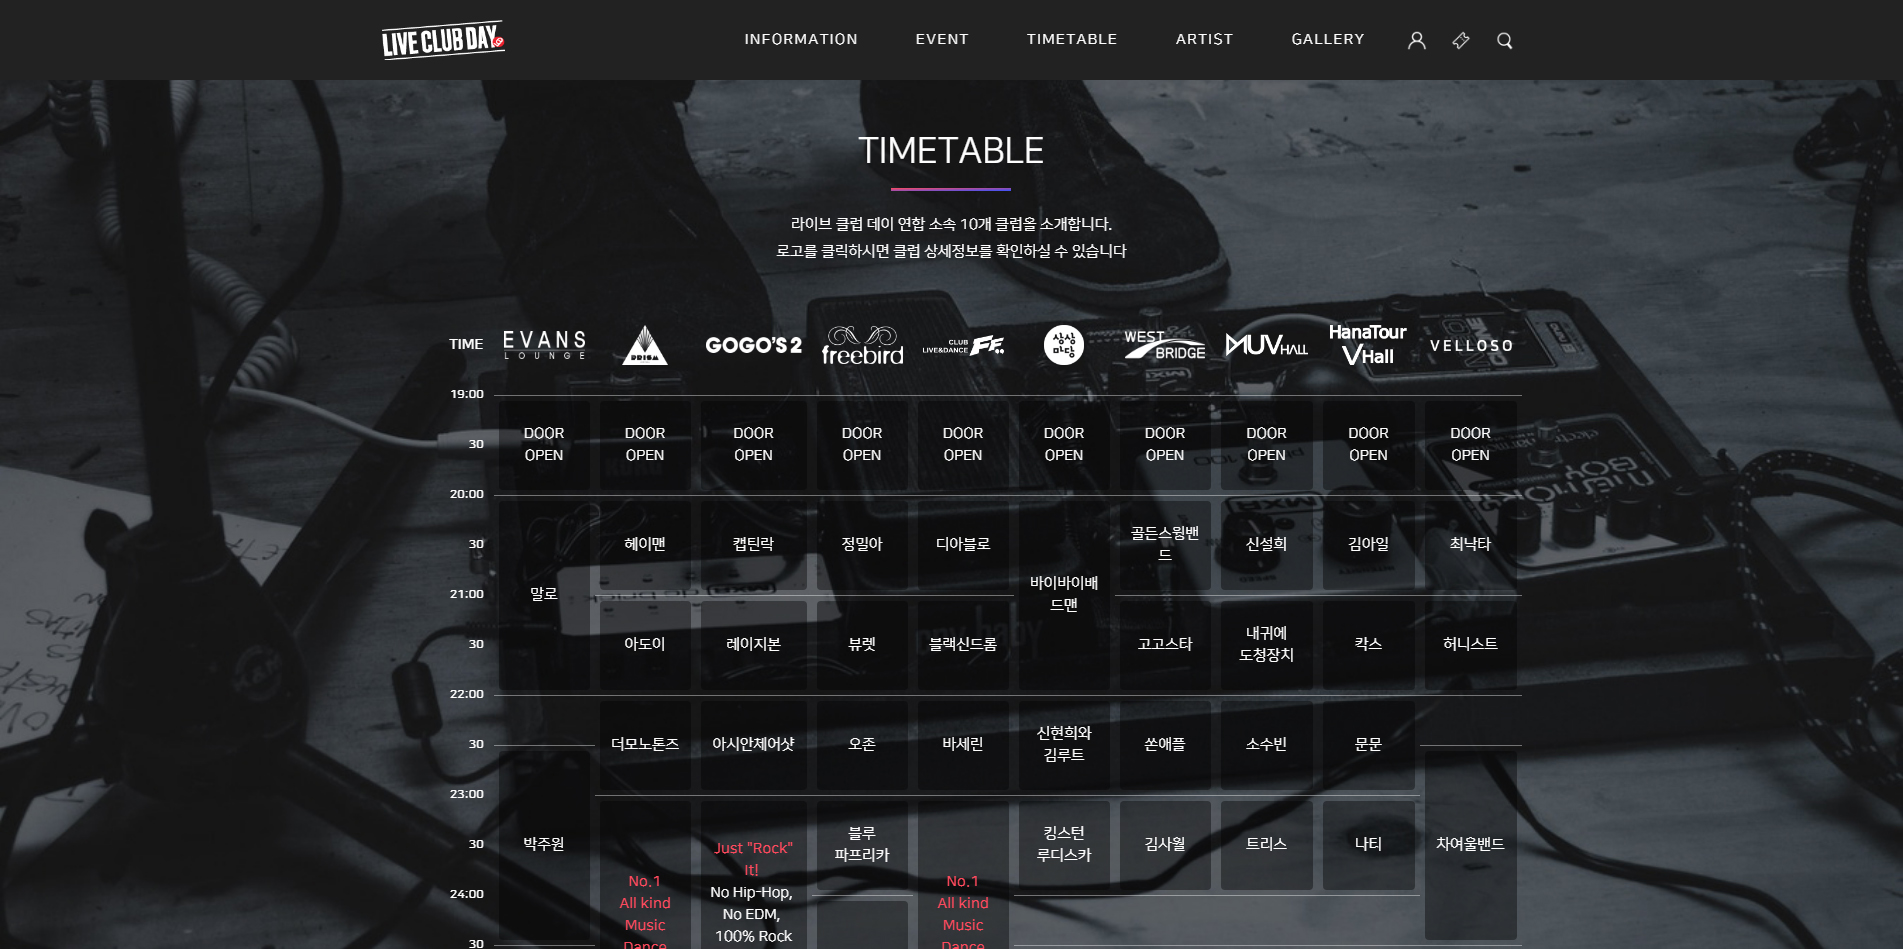 LIVE CLUB DAY
INFORMATION EVENT TIMETABLE ARTIST GALLERY
TIMETABLE
라이브 클럽 데이 연합 소속 10개 클럽을 소개합니다.
로고를 클릭하시면 클럽 상세정보를 확인하실 수 있습니다
TIME
EVANS
LOUNGE
PRISM
GOGO'S 2
freebird
CLUB
LIVE&DANCE
FF.
상상
마당
WEST
BRIDGE
MUV HALL
HanaTour
VHall
VELLOSO
19:00
DOOR DOOR DOOR DOOR DOOR DOOR DOOR DOOR DOOR DOOR
30
OPEN OPEN OPEN OPEN OPEN OPEN OPEN OPEN OPEN OPEN
20:00
골든스윙밴
30 헤이맨 캡틴락 정밀아 디아블로 신설희 김아일 최낙타
드
바이바이배
21:00 말로
드맨
내귀에
30 아도이 레이지본 뷰렛 블랙신드롬 고고스타 칵스 허니스트
도청장치
22:00
신현희와
30 더모노톤즈 아시안체어샷 오존 바세린 쏜애플 소수빈 문문
김루트
23:00
블루 킹스턴
30 박주원 김사월 트리스 나티 차여울밴드
Just "Rock"
파프리카 루디스카
It!
No.1 No.1
24:00 No Hip-Hop,
All kind All kind
No EDM,
Music Music
100% Rock
30
Dance Dance